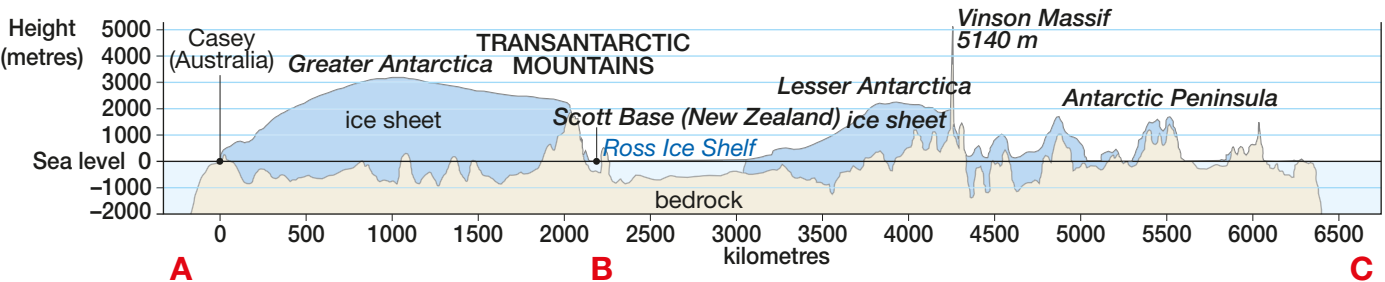 Height
(metres)
5000
4000
3000
2000
1000
Sea level 0
–1000
–2000
Casey
(Australia)
Greater Antarctica
TRANSANTARCTIC
MOUNTAINS
ice sheet
Scott Base (New Zealand)
Ross Ice Shelf
Lesser Antarctica
ice sheet
Vinson Massif
5140 m
Antarctic Peninsula
bedrock
0 500 1000 1500 2000 2500 3000 3500 4000 4500 5000 5500 6000 6500
kilometres
A B C